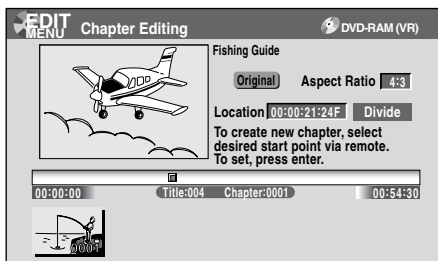 EDIT
MENU
Chapter Editing
DVD-RAM (VR)
Fishing Guide
Original
Aspect Ratio 4:3
Location 00:00:21:24F Divide
To create new chapter, select
desired start point via remote.
To set, press enter.
00:00:00 Title:004 Chapter:0001 00:54:30
0001